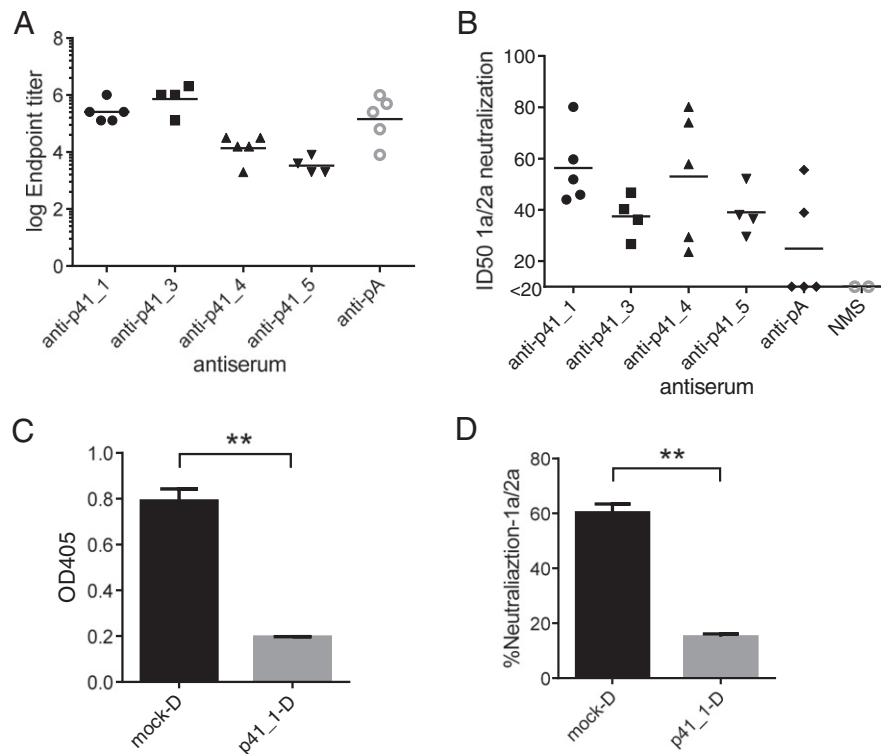 A
log Endpoint titer
8
6
4
2
0
anti-p41_1
anti-p41_3
anti-p41_4
anti-p41_5
anti-pA
antiserum
B
ID50 1a/2a neutralization
100
80
60
40
20
<20
anti-p41_1
anti-p41_3
anti-p41_4
anti-p41_5
anti-pA
NMS
antiserum
C
OD405
1.0
0.8
0.6
0.4
0.2
0.0
**
mock-D
p41_1-D
D
%Neutraliaztion-1a/2a
80
60
40
20
0
**
mock-D
p41_1-D